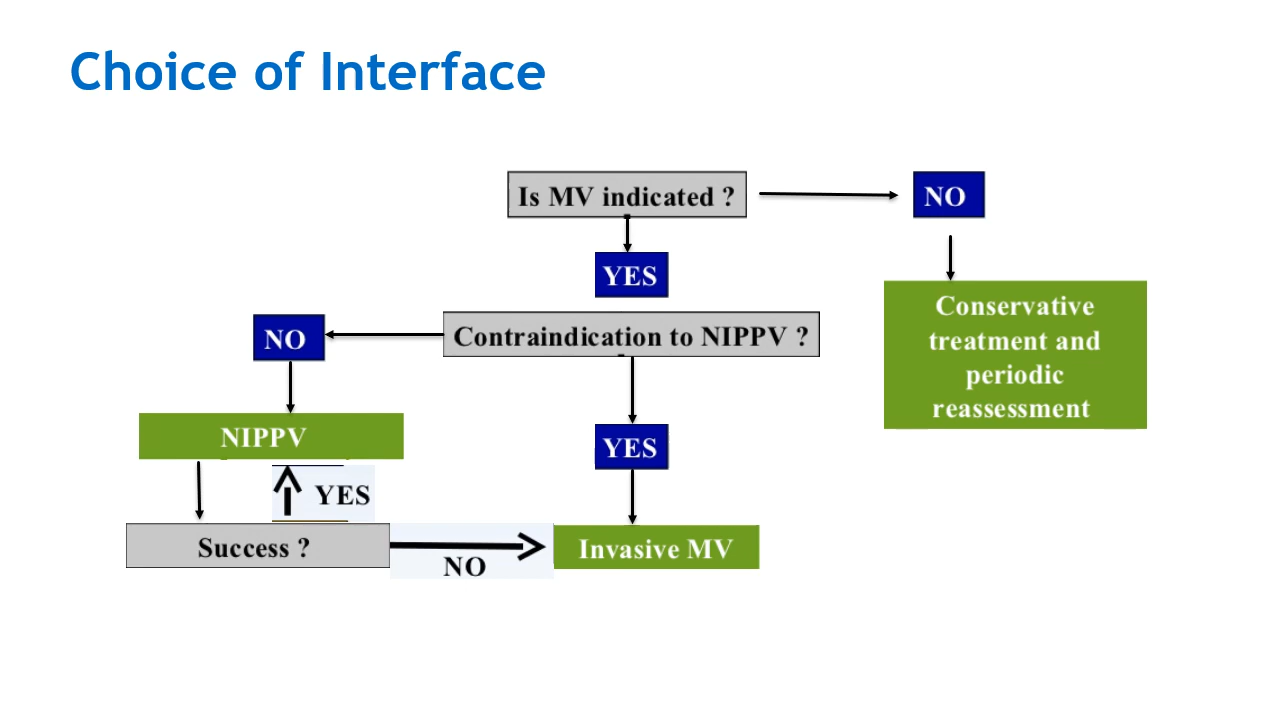 Choice of Interface
Is MV indicated ?
NO
YES
Conservative
treatment and
periodic
reassessment
NO
Contraindication to NIPPV ?
NIPPV
YES
YES
Success ?
NO
Invasive MV